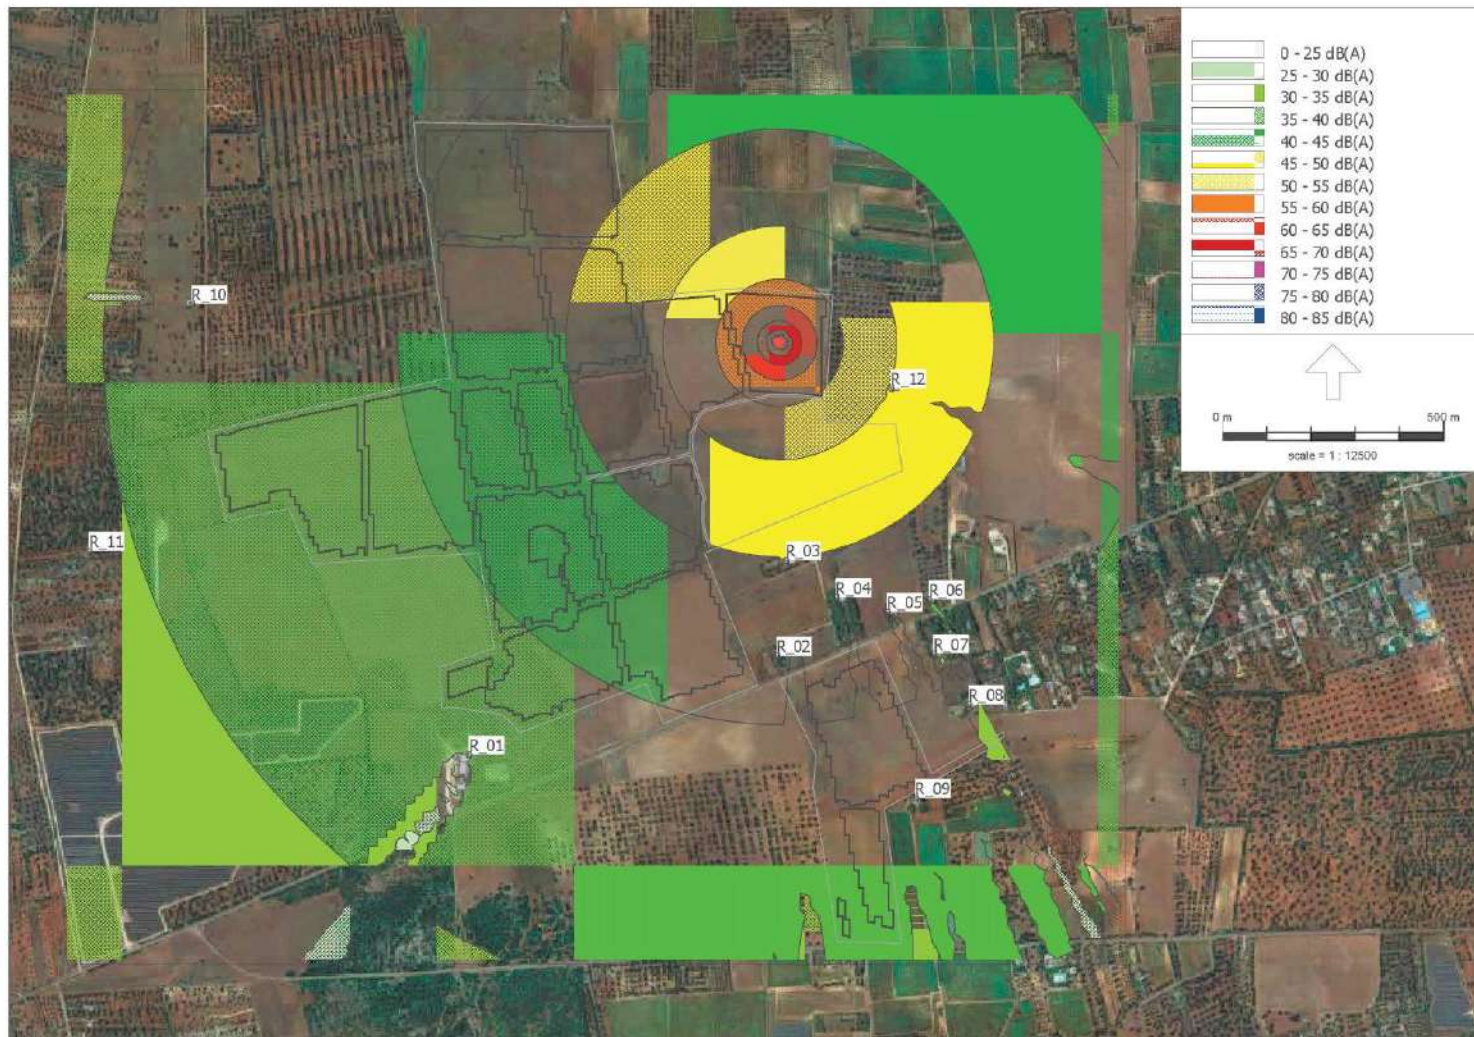 0 - 25 dB(A)
25 - 30 dB(A)
30 - 35 dB(A)
35 - 40 dB(A)
40 - 45 dB(A)
45 - 50 dB(A)
50 - 55 dB(A)
55 - 60 dB(A)
60 - 65 dB(A)
65 - 70 dB(A)
70 - 75 dB(A)
75 - 80 dB(A)
80 - 85 dB(A)
0 m 500 m
scale = 1 : 12500
R_10
R_12
R_11
R_03
R_04
R_06
R_05
R_02
R_07
R_08
R_01
R_09